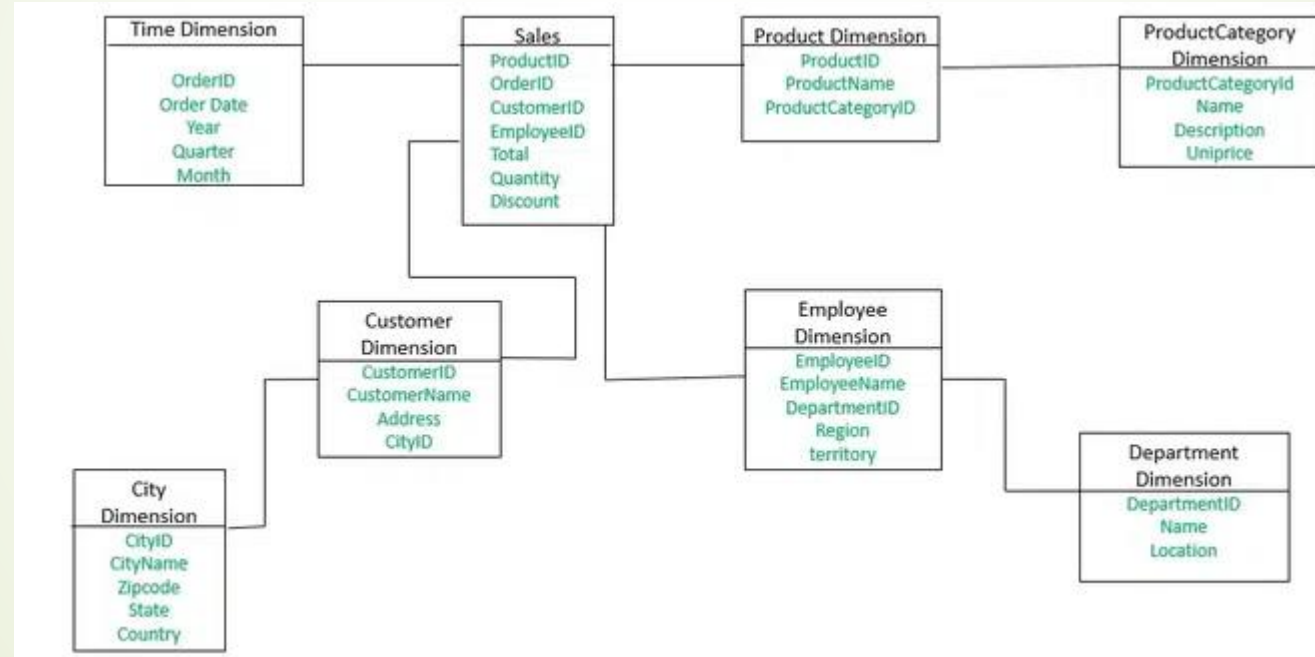 Time Dimension
OrderID
Order Date
Year
Quarter
Month
Sales
ProductID
OrderID
CustomerID
EmployeeID
Total
Quantity
Discount
Product Dimension
ProductID
ProductName
ProductCategoryID
ProductCategory
Dimension
ProductCategoryId
Name
Description
Uniprice
Customer
Dimension
CustomerID
CustomerName
Address
CityID
Employee
Dimension
EmployeeID
EmployeeName
DepartmentID
Region
territory
City
Dimension
CityID
CityName
Zipcode
State
Country
Department
Dimension
DepartmentID
Name
Location